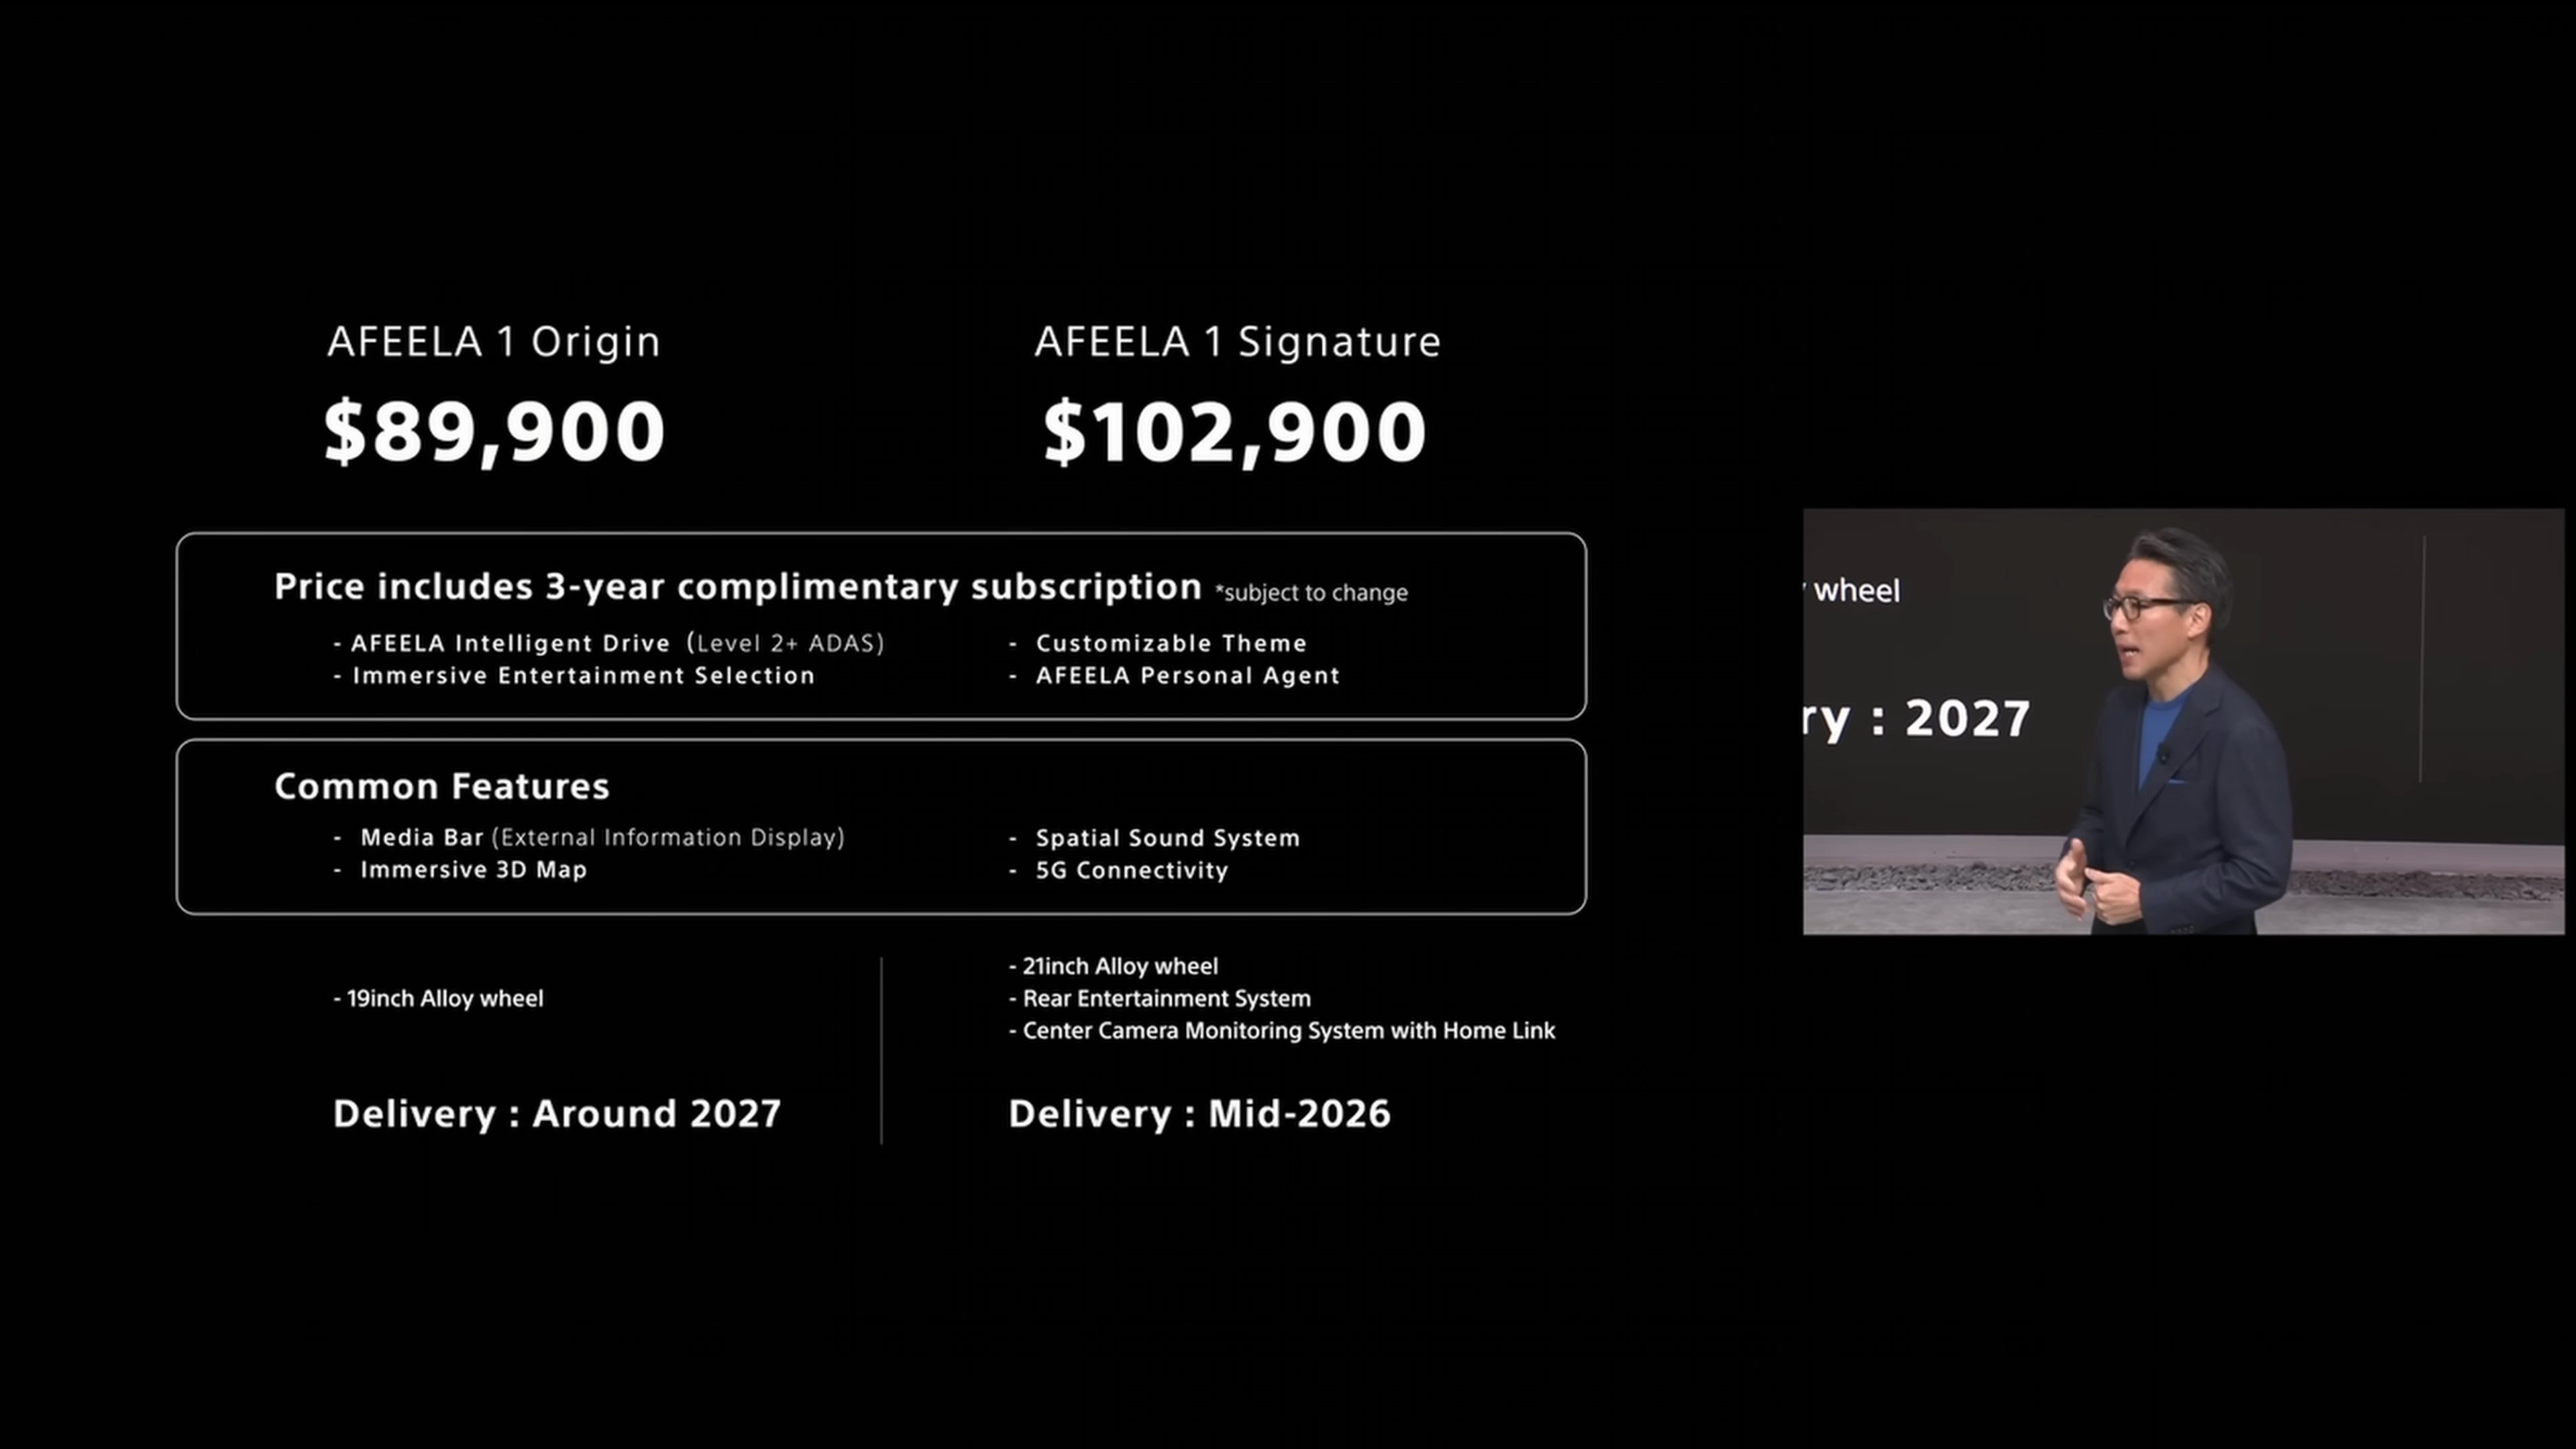 AFEELA 1 Origin
$89,900
AFEELA 1 Signature
$102,900
Price includes 3-year complimentary subscription *subject to change
- AFEELA Intelligent Drive (Level 2+ ADAS)
- Immersive Entertainment Selection
- Customizable Theme
- AFEELA Personal Agent
Common Features
- Media Bar (External Information Display)
- Immersive 3D Map
- Spatial Sound System
- 5G Connectivity
- 19inch Alloy wheel
Delivery : Around 2027
- 21inch Alloy wheel
- Rear Entertainment System
- Center Camera Monitoring System with Home Link
Delivery : Mid-2026
wheel
ry : 2027